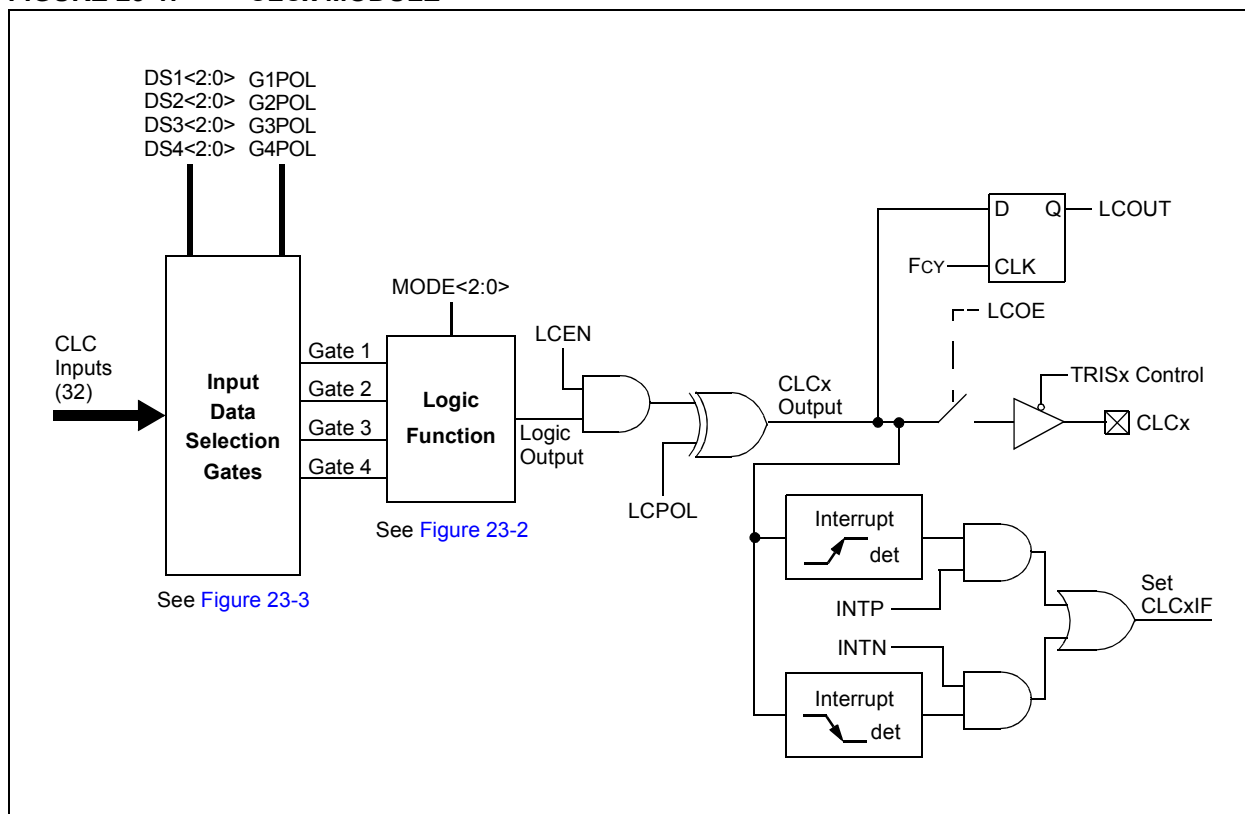 DS1<2:0> G1POL
DS2<2:0> G2POL
DS3<2:0> G3POL
DS4<2:0> G4POL
D Q LCOUT
FCY CLK
MODE<2:0>
LCOE
LCEN
CLC
Inputs
(32)
Input
Data
Selection
Gates
Gate 1
Gate 2
Gate 3
Gate 4
Logic
Function
Logic
Output
CLCx
Output
TRISx Control
CLCx
LCPOL
See Figure 23-2
See Figure 23-3
Interrupt
det
INTP
INTN
Interrupt
det
Set
CLCxIF